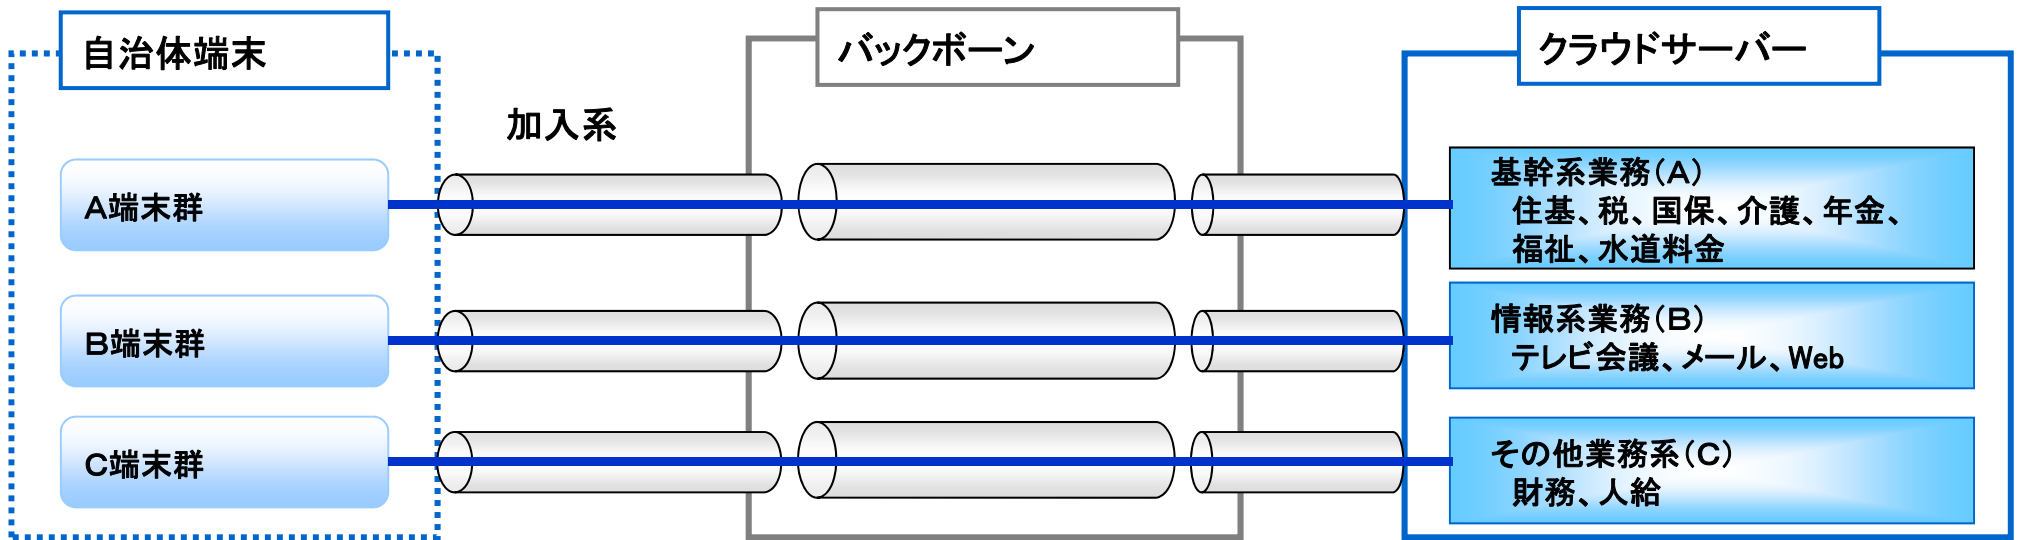 自治体端末
バックボーン
クラウドサーバー
加入系
A端末群
B端末群
C端末群
基幹系業務（A）
住基、税、国保、介護、年金、
福祉、水道料金
情報系業務（B）
テレビ会議、メール、Web
その他業務系（C）
財務、人給